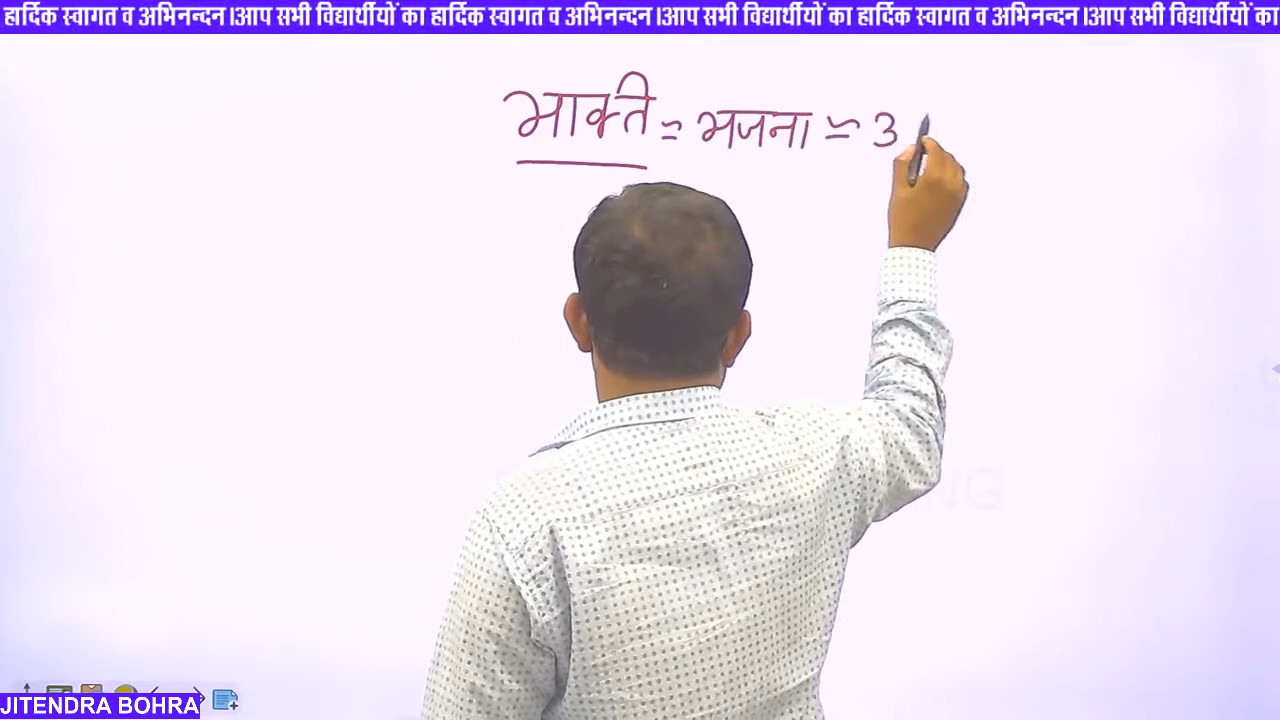 हार्दिक स्वागत व अभिनन्दन।आप सभी विद्यार्थीयों का हार्दिक स्वागत व अभिनन्दन।आप सभी विद्यार्थीयों का हार्दिक स्वागत व अभिनन्दन।आप सभी विद्यार्थीयों का
भक्ति = भजना = उ
JITENDRA BOHRA